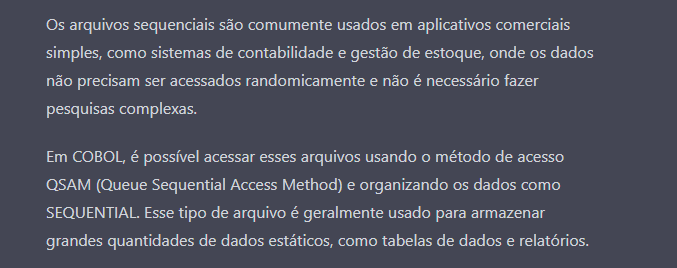 Os arquivos sequenciais são comumente usados em aplicativos comerciais
simples, como sistemas de contabilidade e gestão de estoque, onde os dados
não precisam ser acessados randomicamente e não é necessário fazer
pesquisas complexas.
Em COBOL, é possível acessar esses arquivos usando o método de acesso
QSAM (Queue Sequential Access Method) e organizando os dados como
SEQUENTIAL. Esse tipo de arquivo é geralmente usado para armazenar
grandes quantidades de dados estáticos, como tabelas de dados e relatórios.